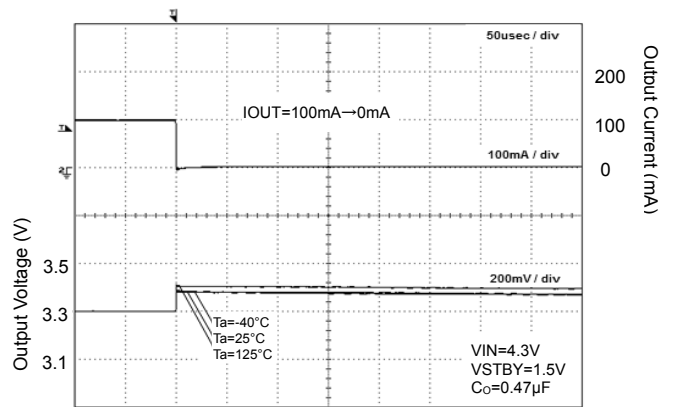 50usec / div
200
IOUT=100mA→0mA
100
100mA / div
0
Output Current (mA)
Output Voltage (V)
3.5
200mV / div
3.3
Ta=-40°C
Ta=25°C
Ta=125°C
3.1
VIN=4.3V
VSTBY=1.5V
CO=0.47µF